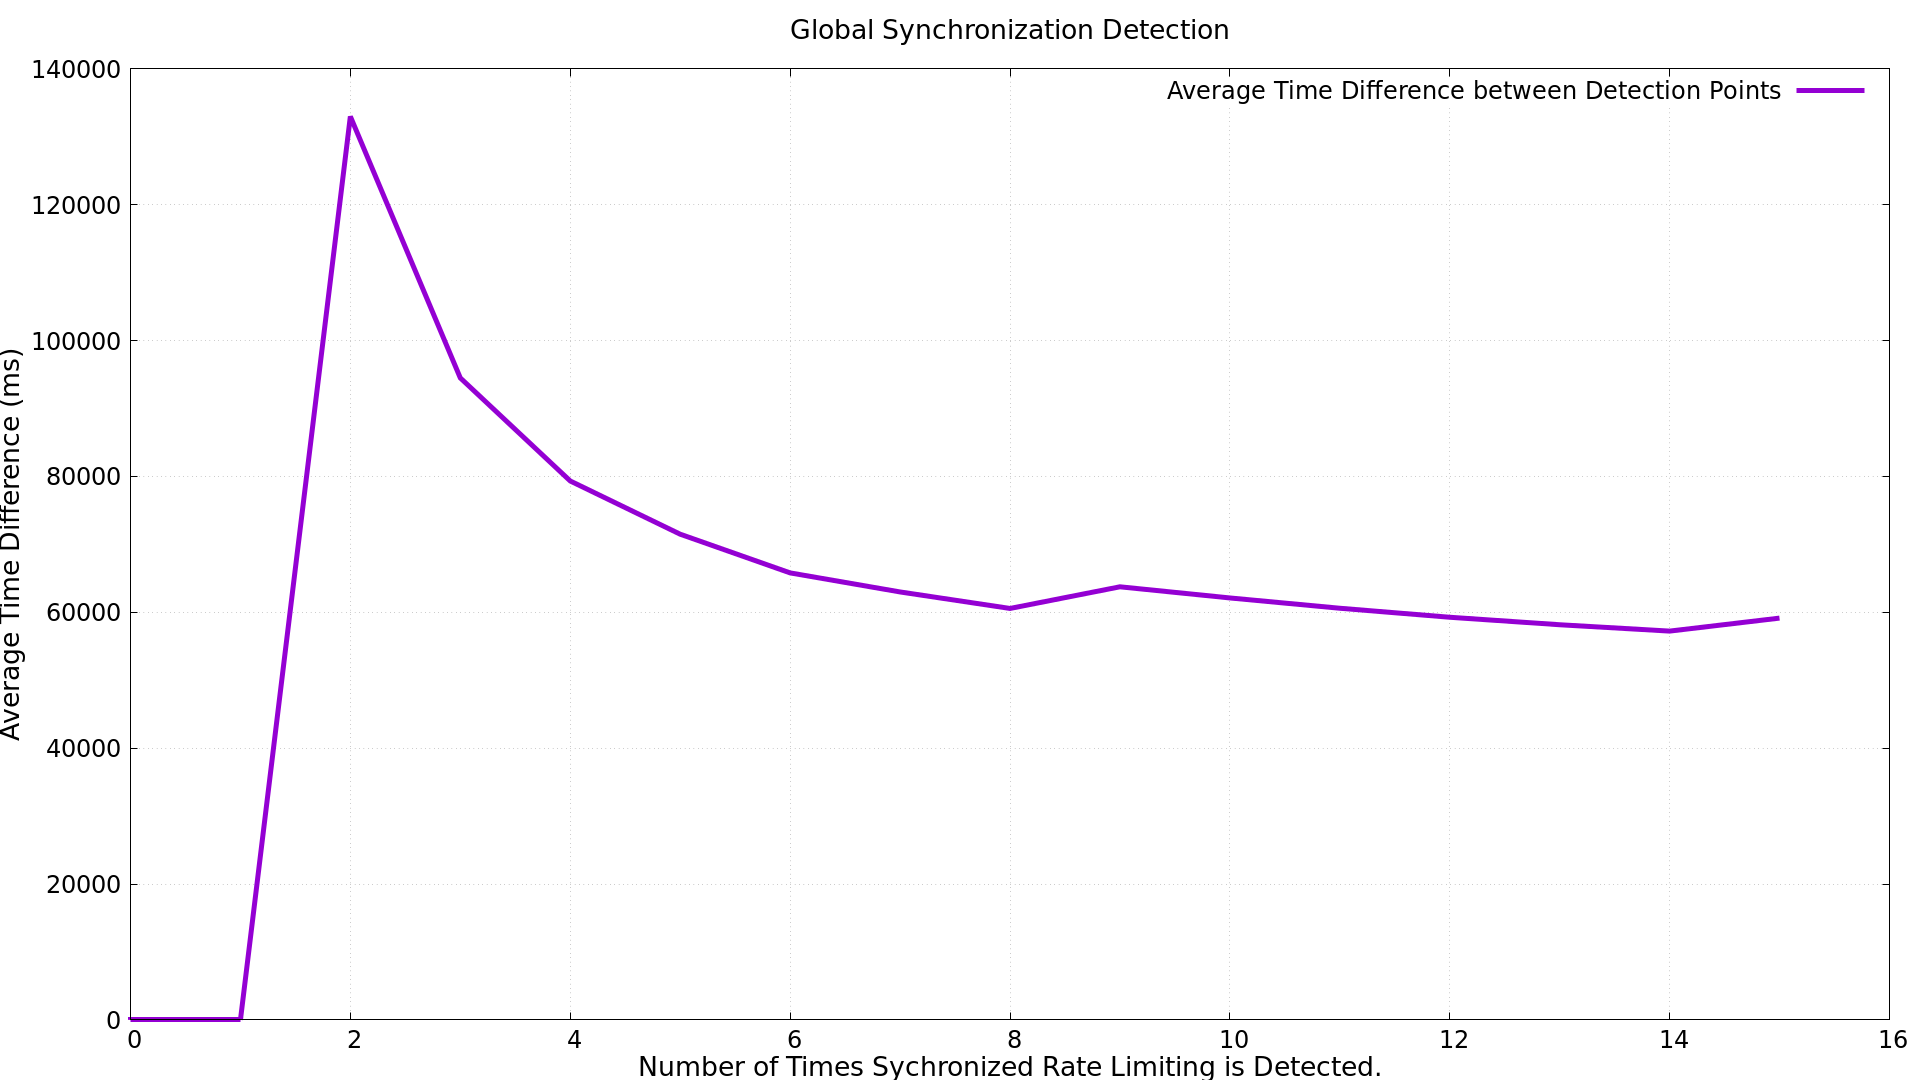 Global Synchronization Detection
Average Time Difference between Detection Points
140000
120000
100000
80000
60000
40000
20000
0
Average Time Difference (ms)
0 2 4 6 8 10 12 14 16
Number of Times Sychronized Rate Limiting is Detected.